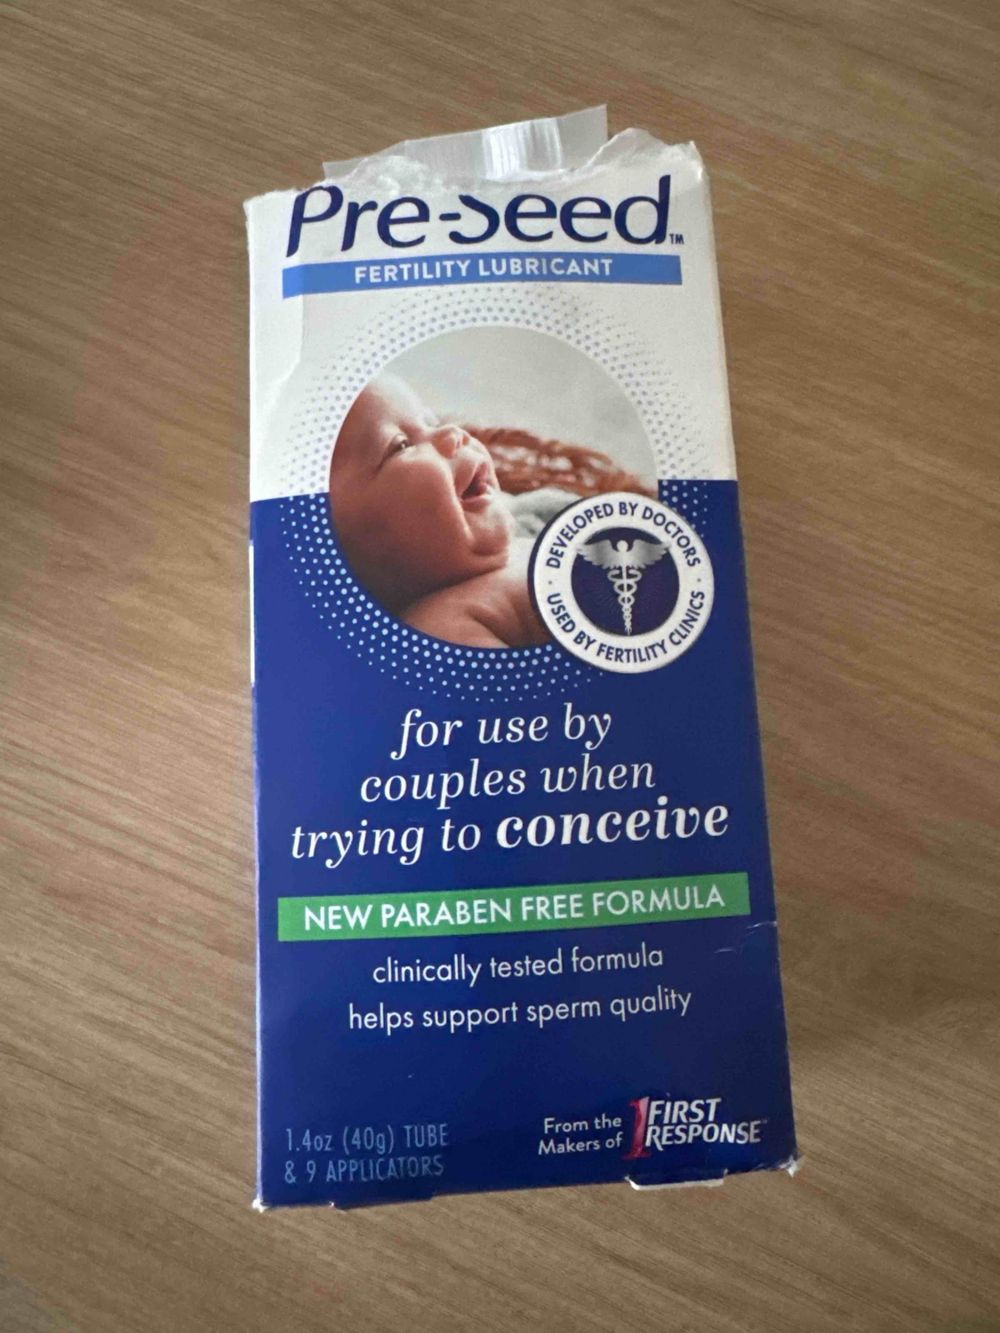 Pre-Seed™
FERTILITY LUBRICANT
DEVELOPED BY DOCTORS
· USED BY FERTILITY CLINICS ·
for use by
couples when
trying to conceive
NEW PARABEN FREE FORMULA
clinically tested formula
helps support sperm quality
1.4oz (40g) TUBE
& 9 APPLICATORS
From the
Makers of
1 FIRST
RESPONSE™